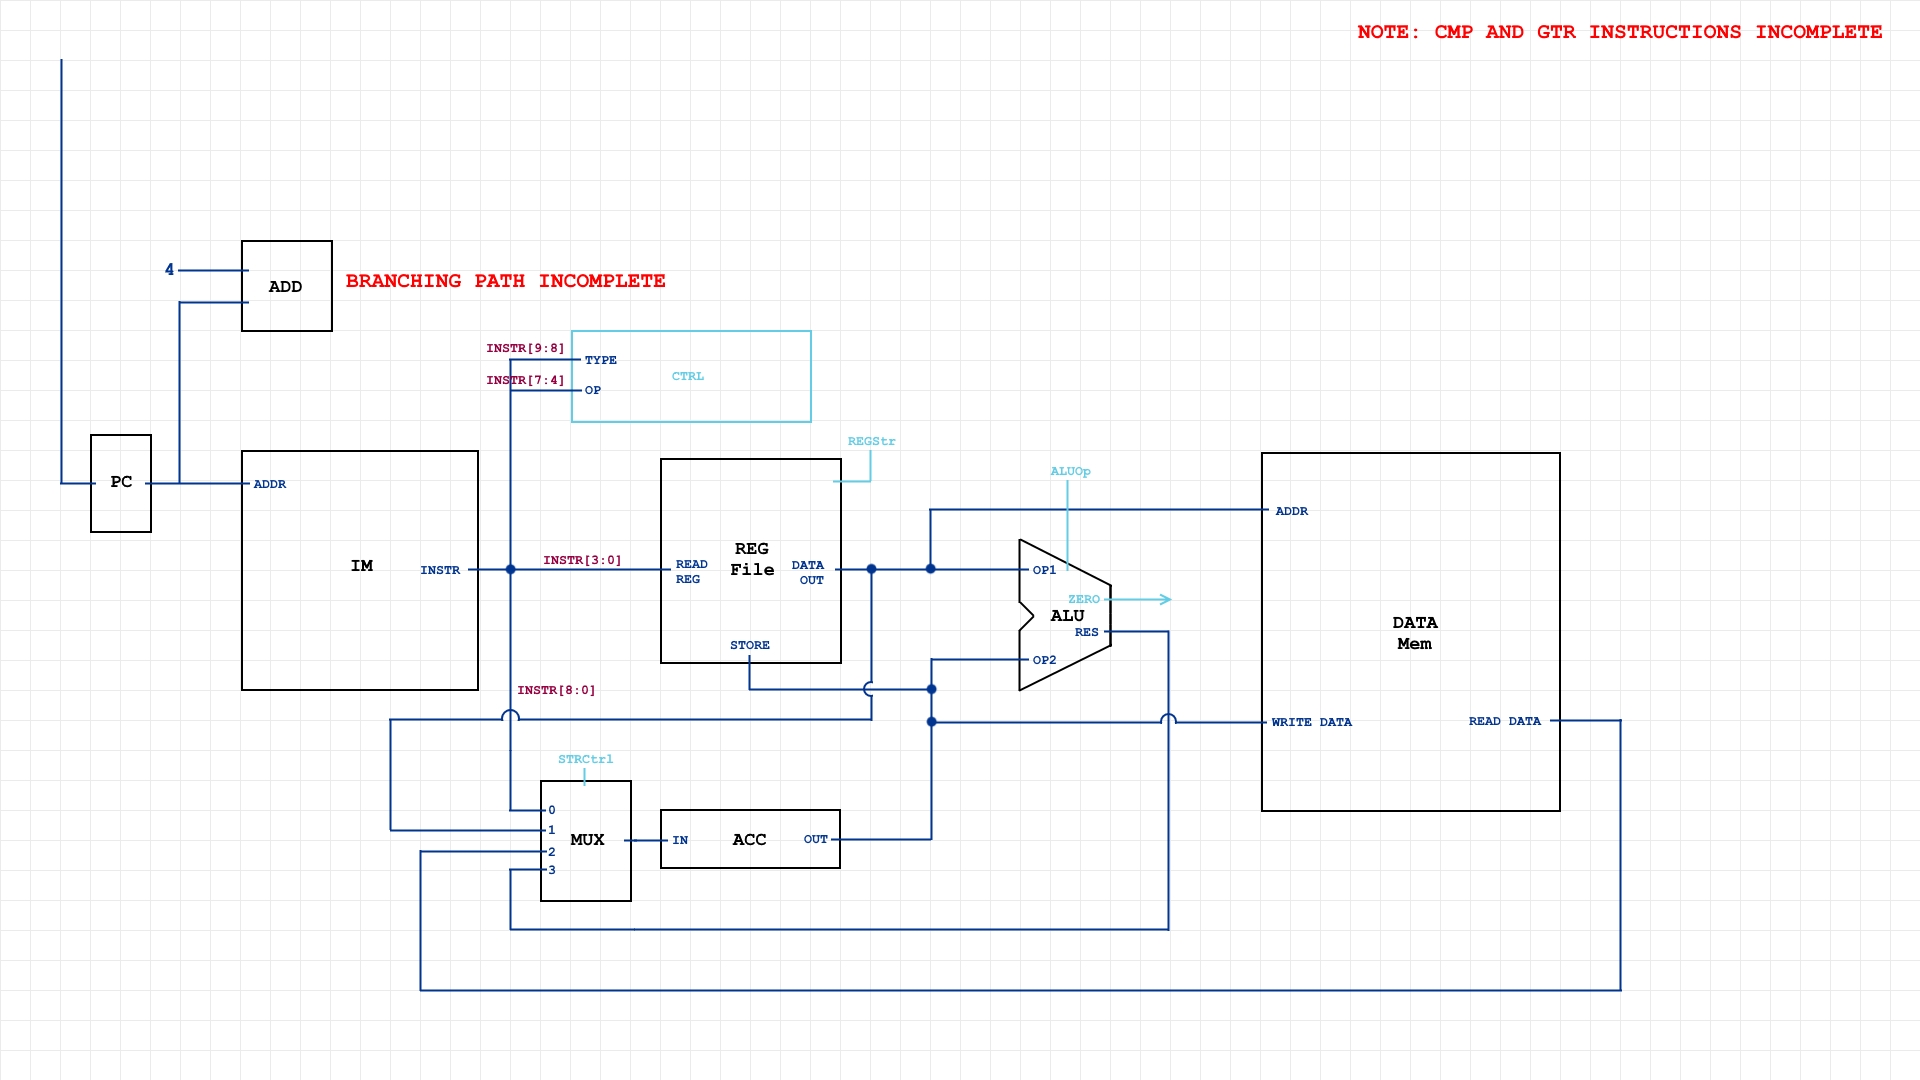 NOTE: CMP AND GTR INSTRUCTIONS INCOMPLETE
4
ADD
BRANCHING PATH INCOMPLETE
INSTR[9:8]
TYPE
CTRL
INSTR[7:4]
OP
REGStr
ALUOp
PC
ADDR
IM
INSTR
INSTR[3:0]
READ
REG
REG
File
DATA
OUT
STORE
OP1
ZERO
ALU
RES
OP2
ADDR
DATA
Mem
WRITE DATA
READ DATA
INSTR[8:0]
STRCtrl
0
1
MUX
2
3
IN
ACC
OUT